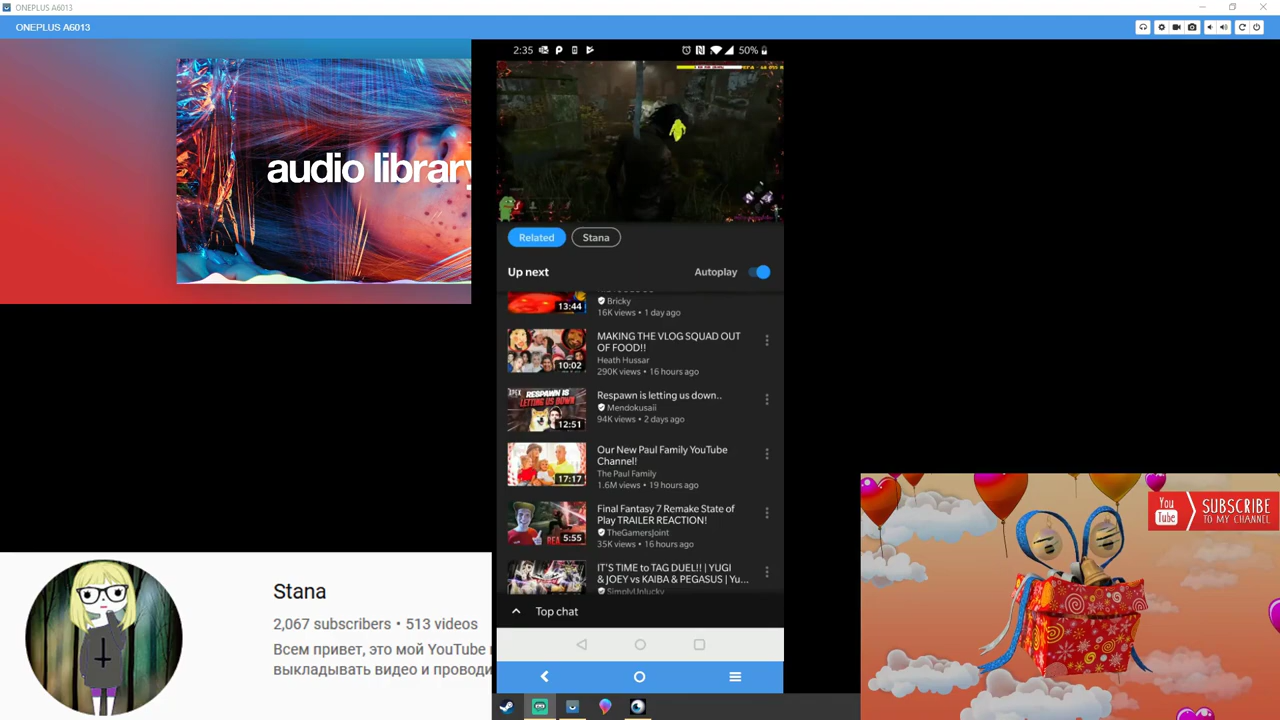 ONEPLUS A6013
ONEPLUS A6013
audio library
2:35
50%
Related
Stana
Up next
Autoplay
13:44
Bricky
16K views • 1 day ago
MAKING THE VLOG SQUAD OUT
OF FOOD!!
Heath Hussar
290K views • 16 hours ago
10:02
Respawn is letting us down..
Mendokusaii
94K views • 2 days ago
RESPAWN IS
LETTING US DOWN
12:51
Our New Paul Family YouTube
Channel!
The Paul Family
1.6M views • 19 hours ago
17:17
Final Fantasy 7 Remake State of
Play TRAILER REACTION!
TheGamersJoint
35K views • 16 hours ago
5:55
IT'S TIME to TAG DUEL!! | YUGI
& JOEY vs KAIBA & PEGASUS | Yu...
SimplyUnlucky
Top chat
Stana
2,067 subscribers • 513 videos
Всем привет, это мой YouTube
выкладывать видео и проводи
You
Tube
SUBSCRIBE
TO MY CHANNEL